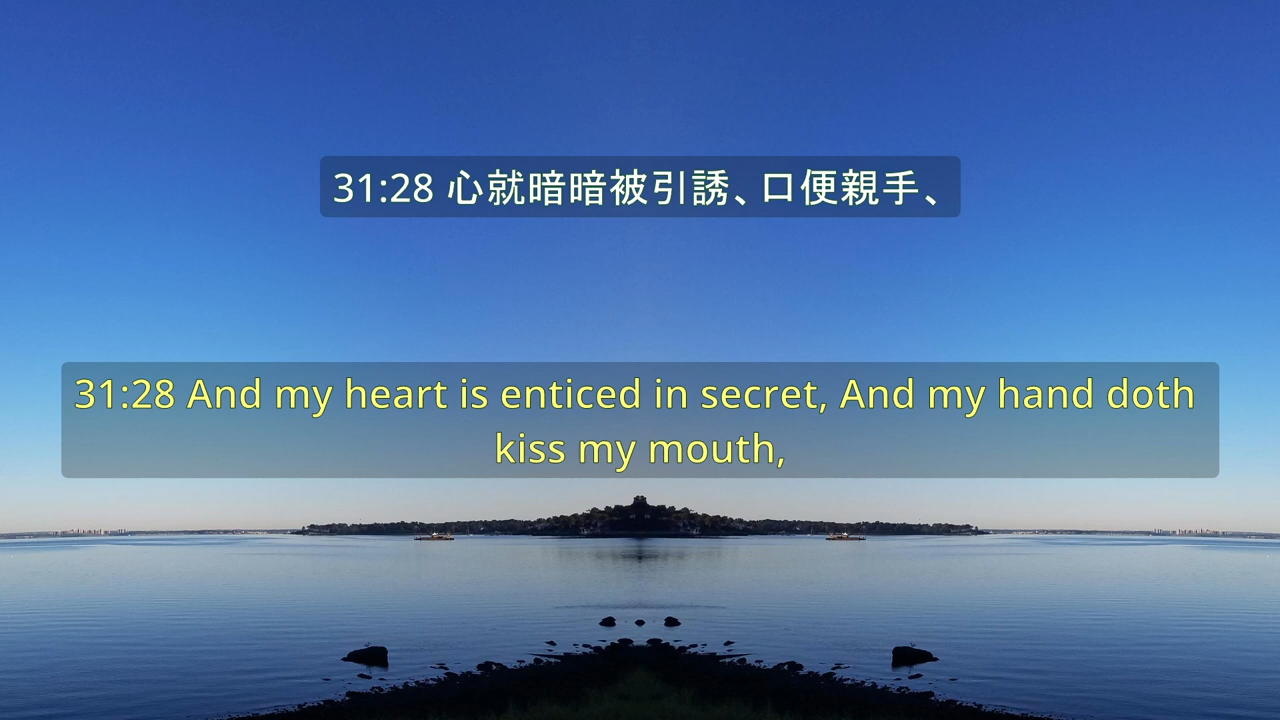 31:28 心就暗暗被引誘、口便親手、
31:28 And my heart is enticed in secret, And my hand doth
kiss my mouth,